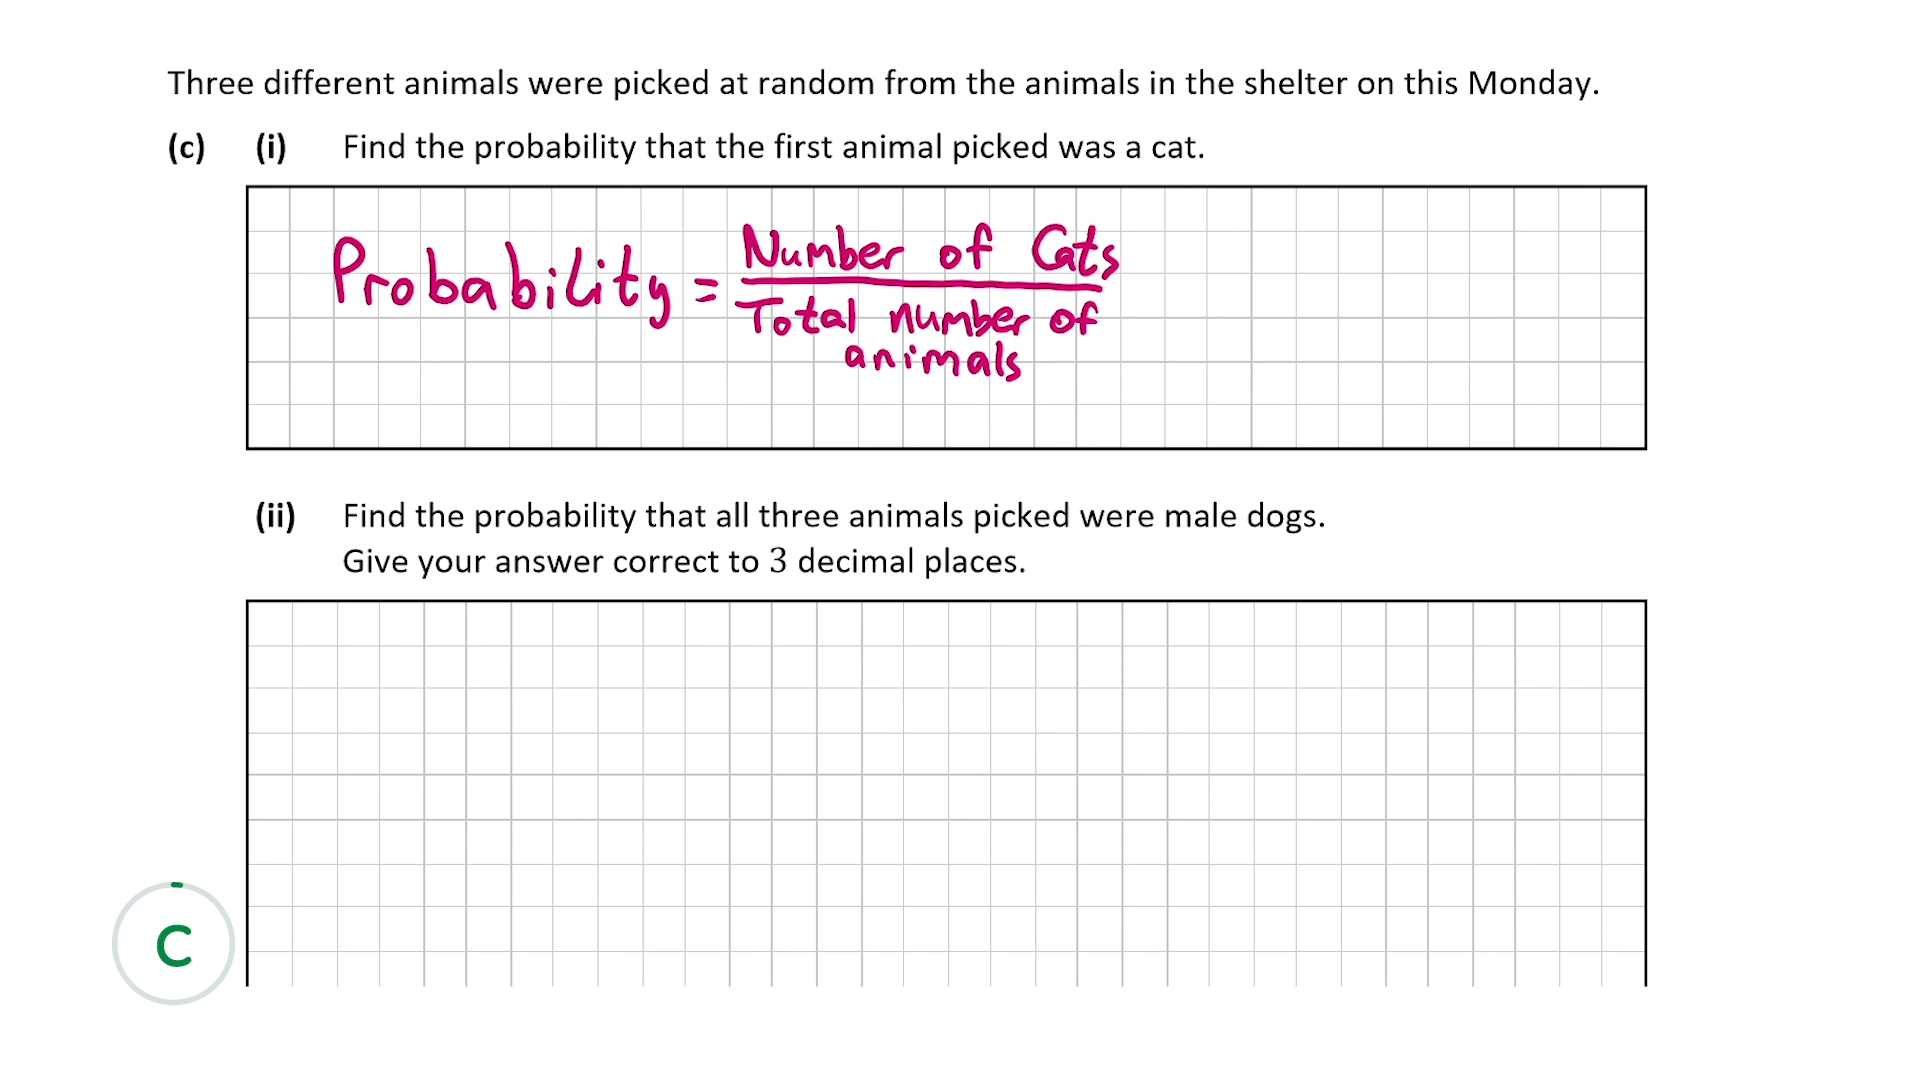 Three different animals were picked at random from the animals in the shelter on this Monday.
(c) (i) Find the probability that the first animal picked was a cat.
Probability = Number of Cats
Total number of
animals
(ii) Find the probability that all three animals picked were male dogs.
Give your answer correct to 3 decimal places.
C